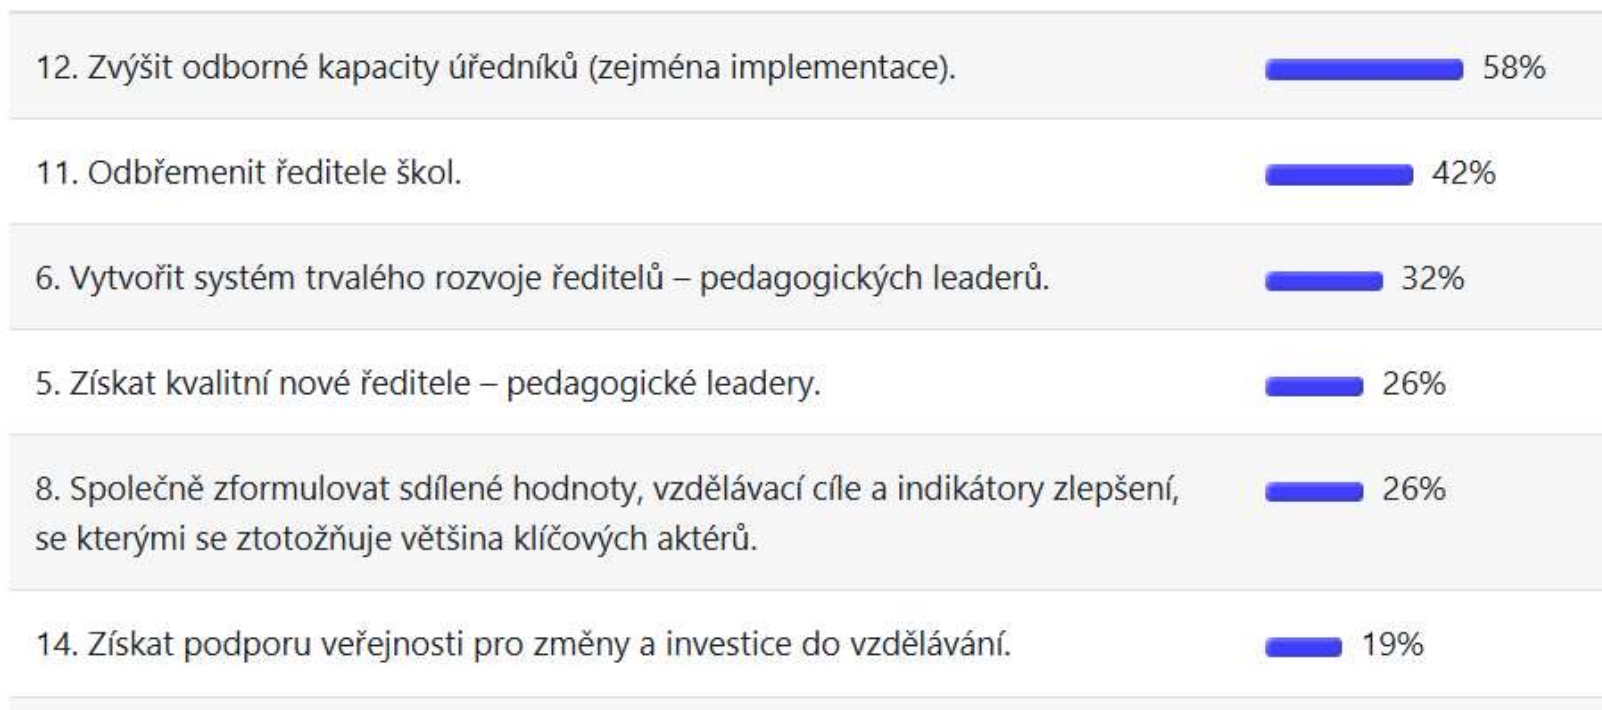 12. Zvýšit odborné kapacity úředníků (zejména implementace). 58%
11. Odbřemenit ředitele škol. 42%
6. Vytvořit systém trvalého rozvoje ředitelů – pedagogických leaderů. 32%
5. Získat kvalitní nové ředitele – pedagogické leadery. 26%
8. Společně zformulovat sdílené hodnoty, vzdělávací cíle a indikátory zlepšení, 26%
se kterými se ztotožňuje většina klíčových aktérů.
14. Získat podporu veřejnosti pro změny a investice do vzdělávání. 19%